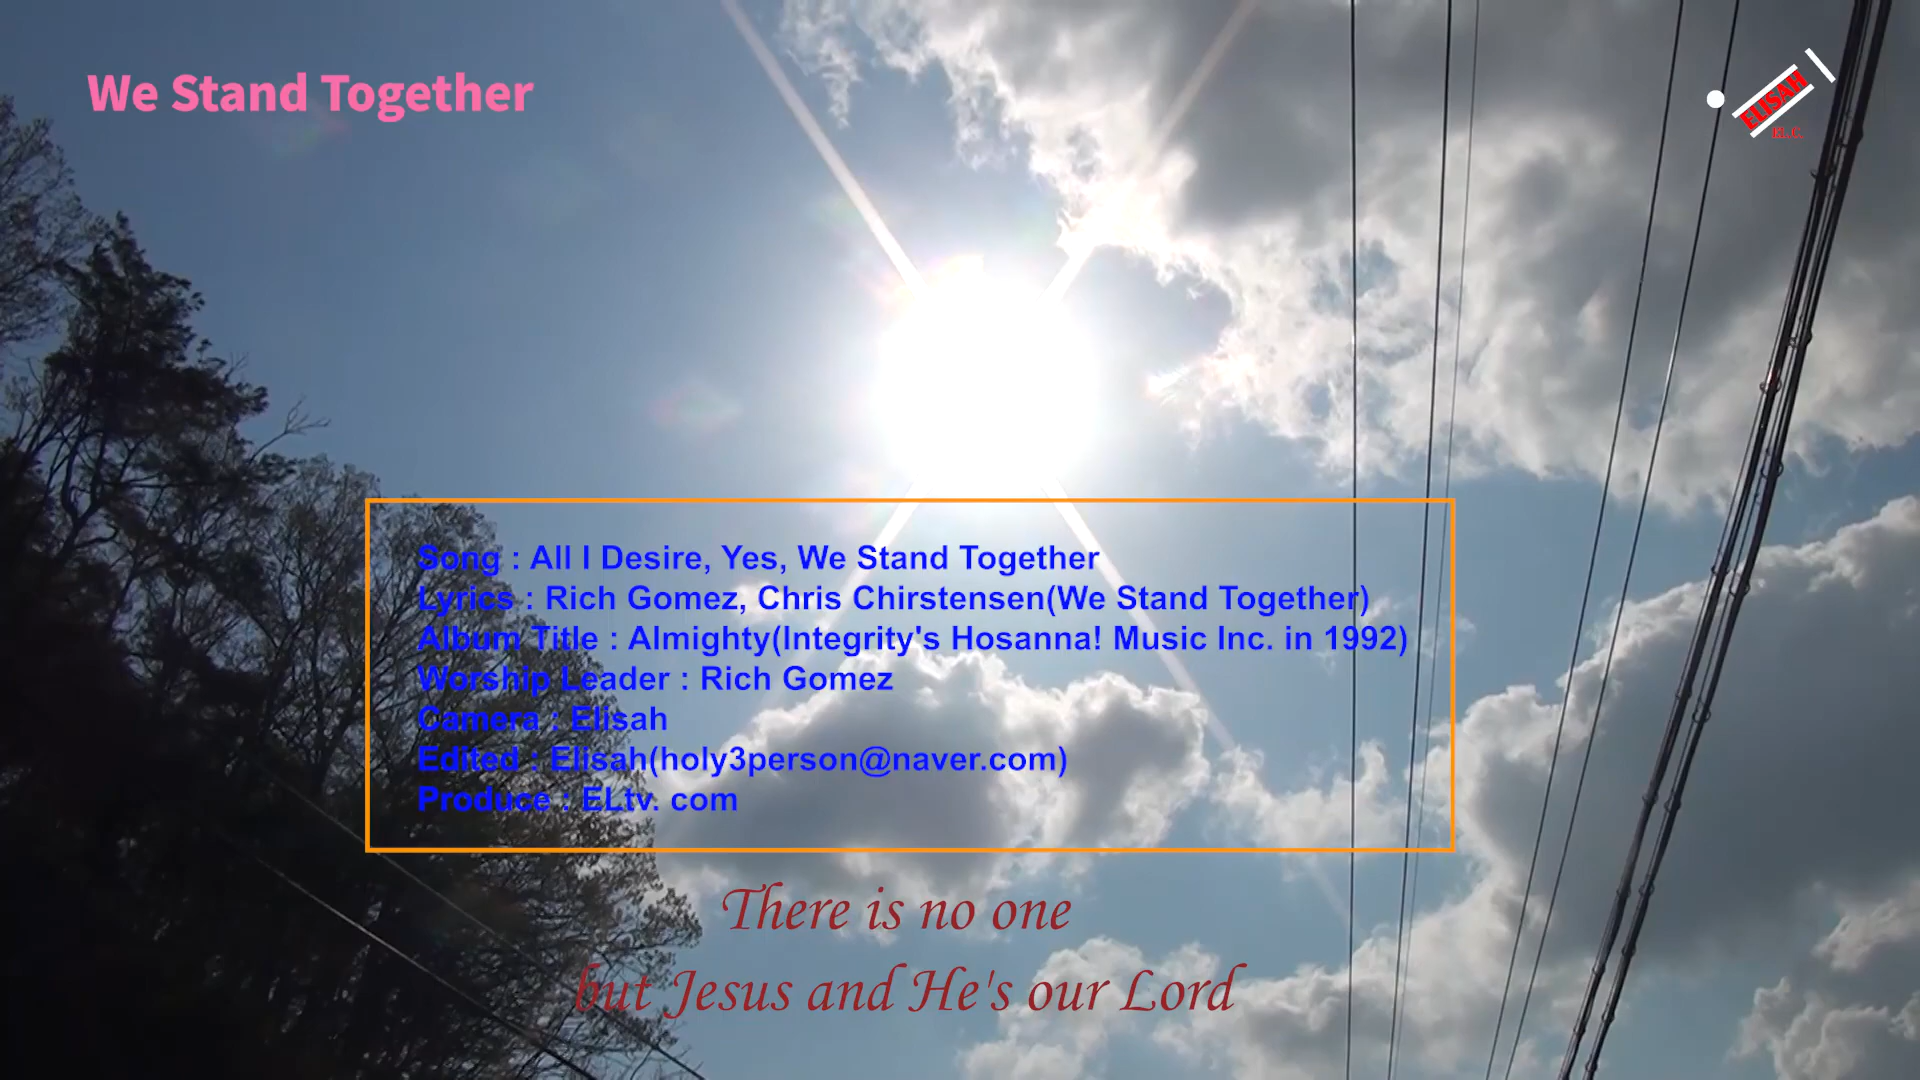 We Stand Together
ELISAH
EL.C.
Song : All I Desire, Yes, We Stand Together
Lyrics : Rich Gomez, Chris Chirstensen(We Stand Together)
Album Title : Almighty(Integrity's Hosanna! Music Inc. in 1992)
Worship Leader : Rich Gomez
Camera : Elisah
Edited : Elisah(holy3person@naver.com)
Produce : ELtv. com
There is no one
but Jesus and He's our Lord